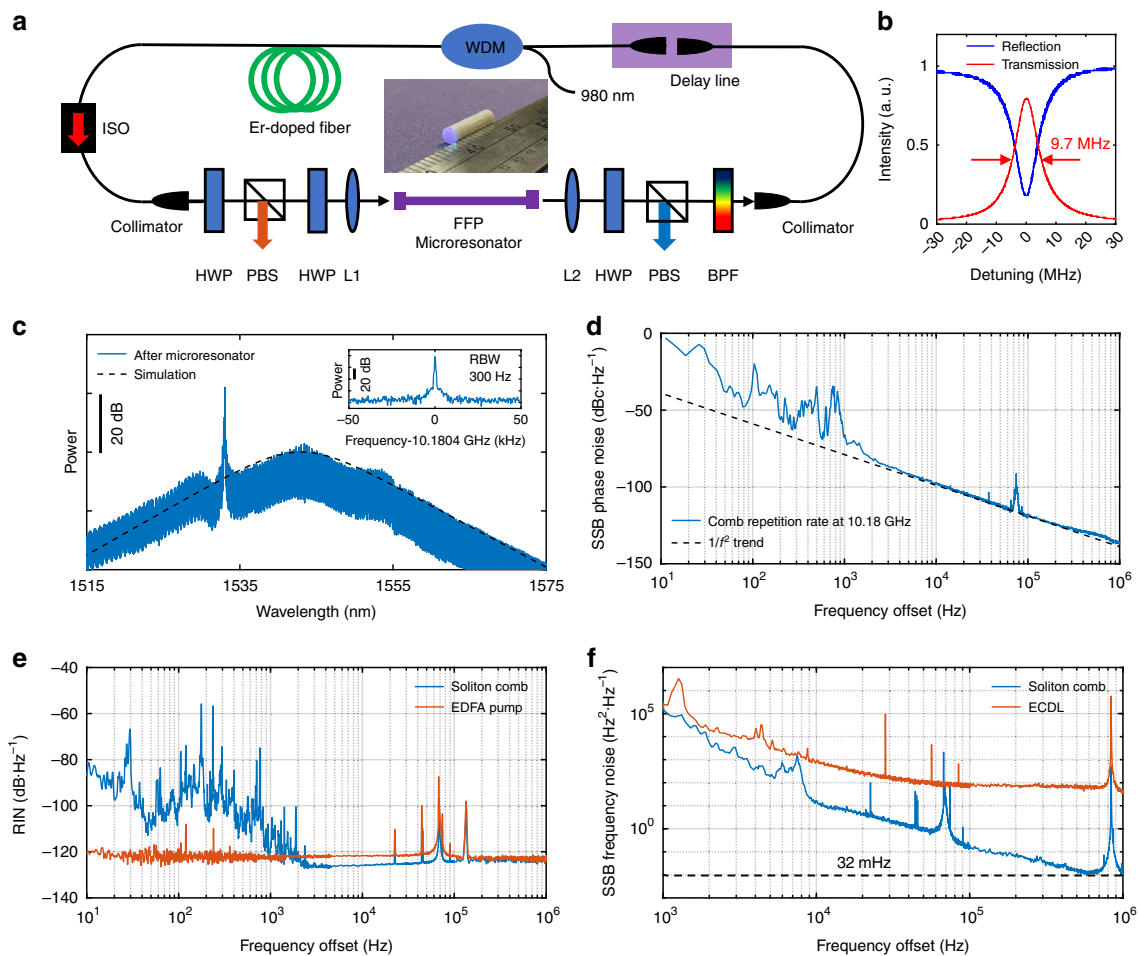 a
WDM
Delay line
980 nm
Er-doped fiber
ISO
Collimator
FFP
Microresonator
Collimator
HWP PBS HWP L1 L2 HWP PBS BPF
b
Reflection
Transmission
9.7 MHz
Intensity (a. u.)
1
0.5
0
−30 −20 −10 0 10 20 30
Detuning (MHz)
c
After microresonator
Simulation
20 dB
Power
RBW
300 Hz
Power
20 dB
−50 0 50
Frequency-10.1804 GHz (kHz)
1515 1535 1555 1575
Wavelength (nm)
d
SSB phase noise (dBc·Hz⁻¹)
0
−50
−100
−150
Comb repetition rate at 10.18 GHz
1/f² trend
10¹ 10² 10³ 10⁴ 10⁵ 10⁶
Frequency offset (Hz)
e
RIN (dB·Hz⁻¹)
−40
−60
−80
−100
−120
−140
Soliton comb
EDFA pump
10¹ 10² 10³ 10⁴ 10⁵ 10⁶
Frequency offset (Hz)
f
SSB frequency noise (Hz²·Hz⁻¹)
10⁵
10⁰
Soliton comb
ECDL
32 mHz
10³ 10⁴ 10⁵ 10⁶
Frequency offset (Hz)